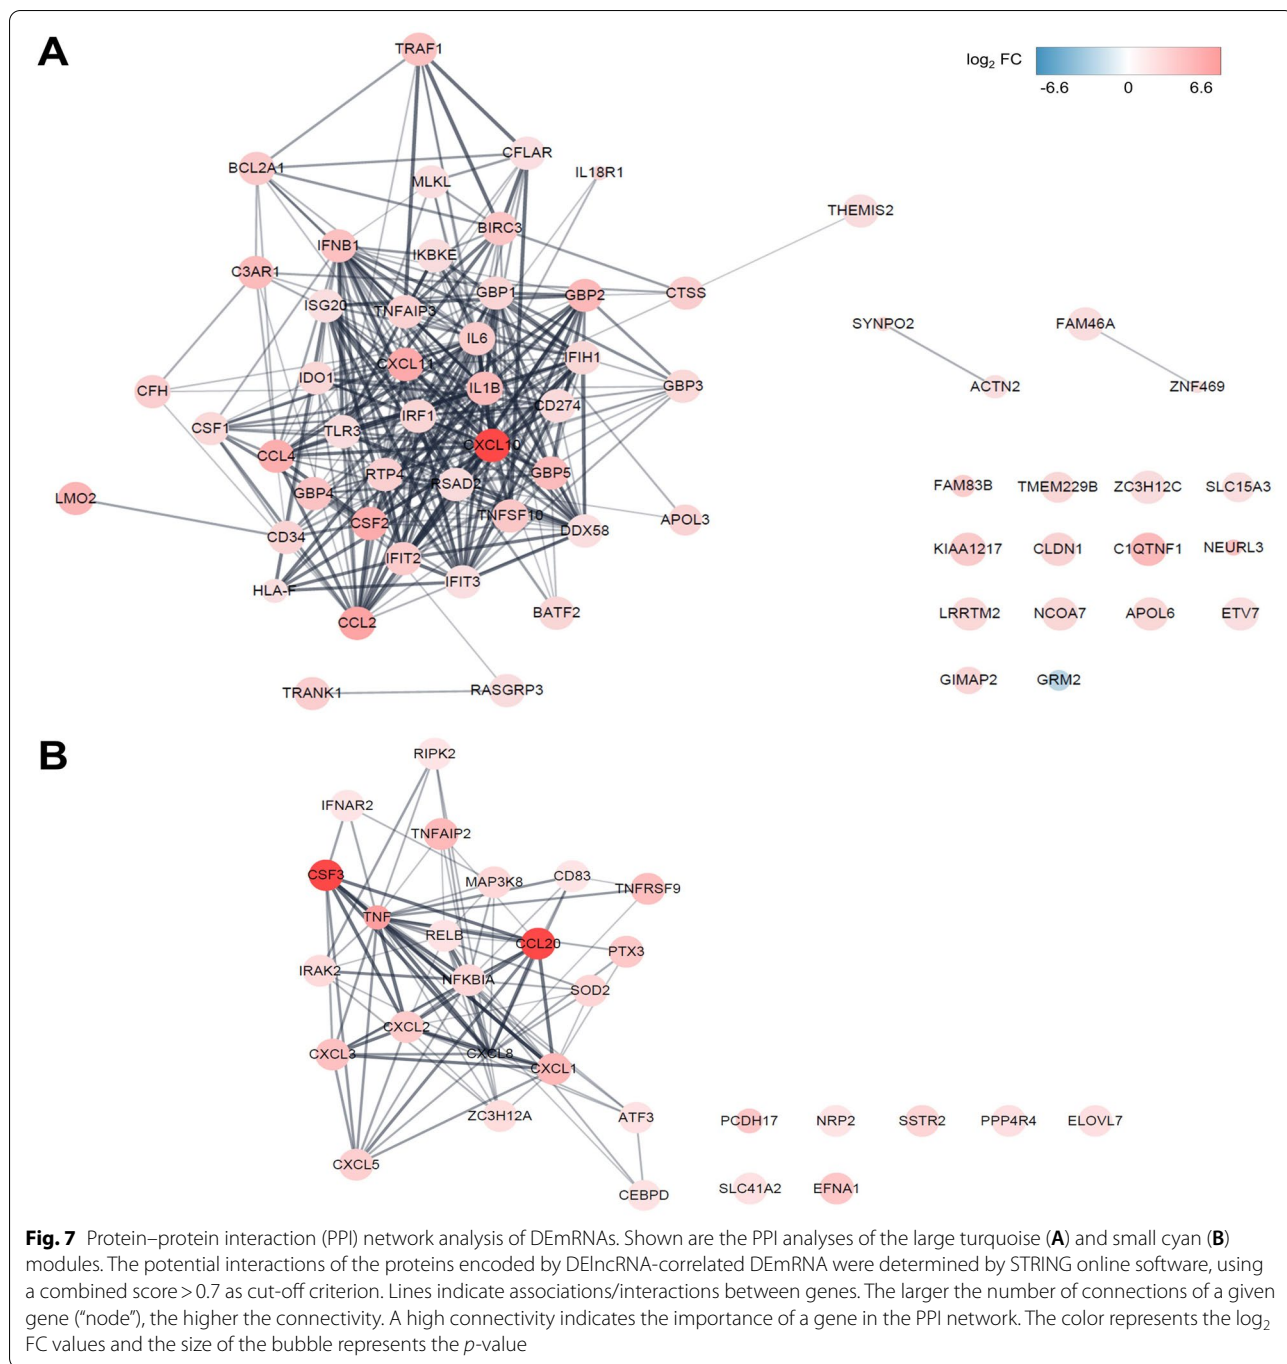 A
log₂ FC
-6.6 0 6.6
TRAF1
CFLAR
BCL2A1
MLKL
IL18R1
THEMIS2
BIRC3
IFNB1
IKBKE
C3AR1
GBP1
GBP2
CTSS
ISG20
TNFAIP3
SYNPO2
FAM46A
IL6
CXCL11
IFIH1
IDO1
IL1B
GBP3
ACTN2
ZNF469
CFH
CD274
IRF1
CSF1
TLR3
CXCL10
CCL4
RTP4
GBP5
RSAD2
FAM83B
TMEM229B
ZC3H12C
SLC15A3
GBP4
LMO2
TNFSF10
APOL3
CSF2
DDX58
CD34
KIAA1217
CLDN1
C1QTNF1
NEURL3
IFIT2
IFIT3
HLA-F
BATF2
LRRTM2
NCOA7
APOL6
ETV7
CCL2
GIMAP2
GRM2
TRANK1
RASGRP3
B
RIPK2
IFNAR2
TNFAIP2
CSF3
MAP3K8
CD83
TNFRSF9
TNF
RELB
CCL20
PTX3
IRAK2
NFKBIA
SOD2
CXCL2
CXCL3
CXCL8
CXCL1
ZC3H12A
ATF3
PCDH17
NRP2
SSTR2
PPP4R4
ELOVL7
CXCL5
CEBPD
SLC41A2
EFNA1
Fig. 7 Protein–protein interaction (PPI) network analysis of DEmRNAs. Shown are the PPI analyses of the large turquoise (A) and small cyan (B)
modules. The potential interactions of the proteins encoded by DElncRNA-correlated DEmRNA were determined by STRING online software, using
a combined score > 0.7 as cut-off criterion. Lines indicate associations/interactions between genes. The larger the number of connections of a given
gene (“node”), the higher the connectivity. A high connectivity indicates the importance of a gene in the PPI network. The color represents the log₂
FC values and the size of the bubble represents the p-value